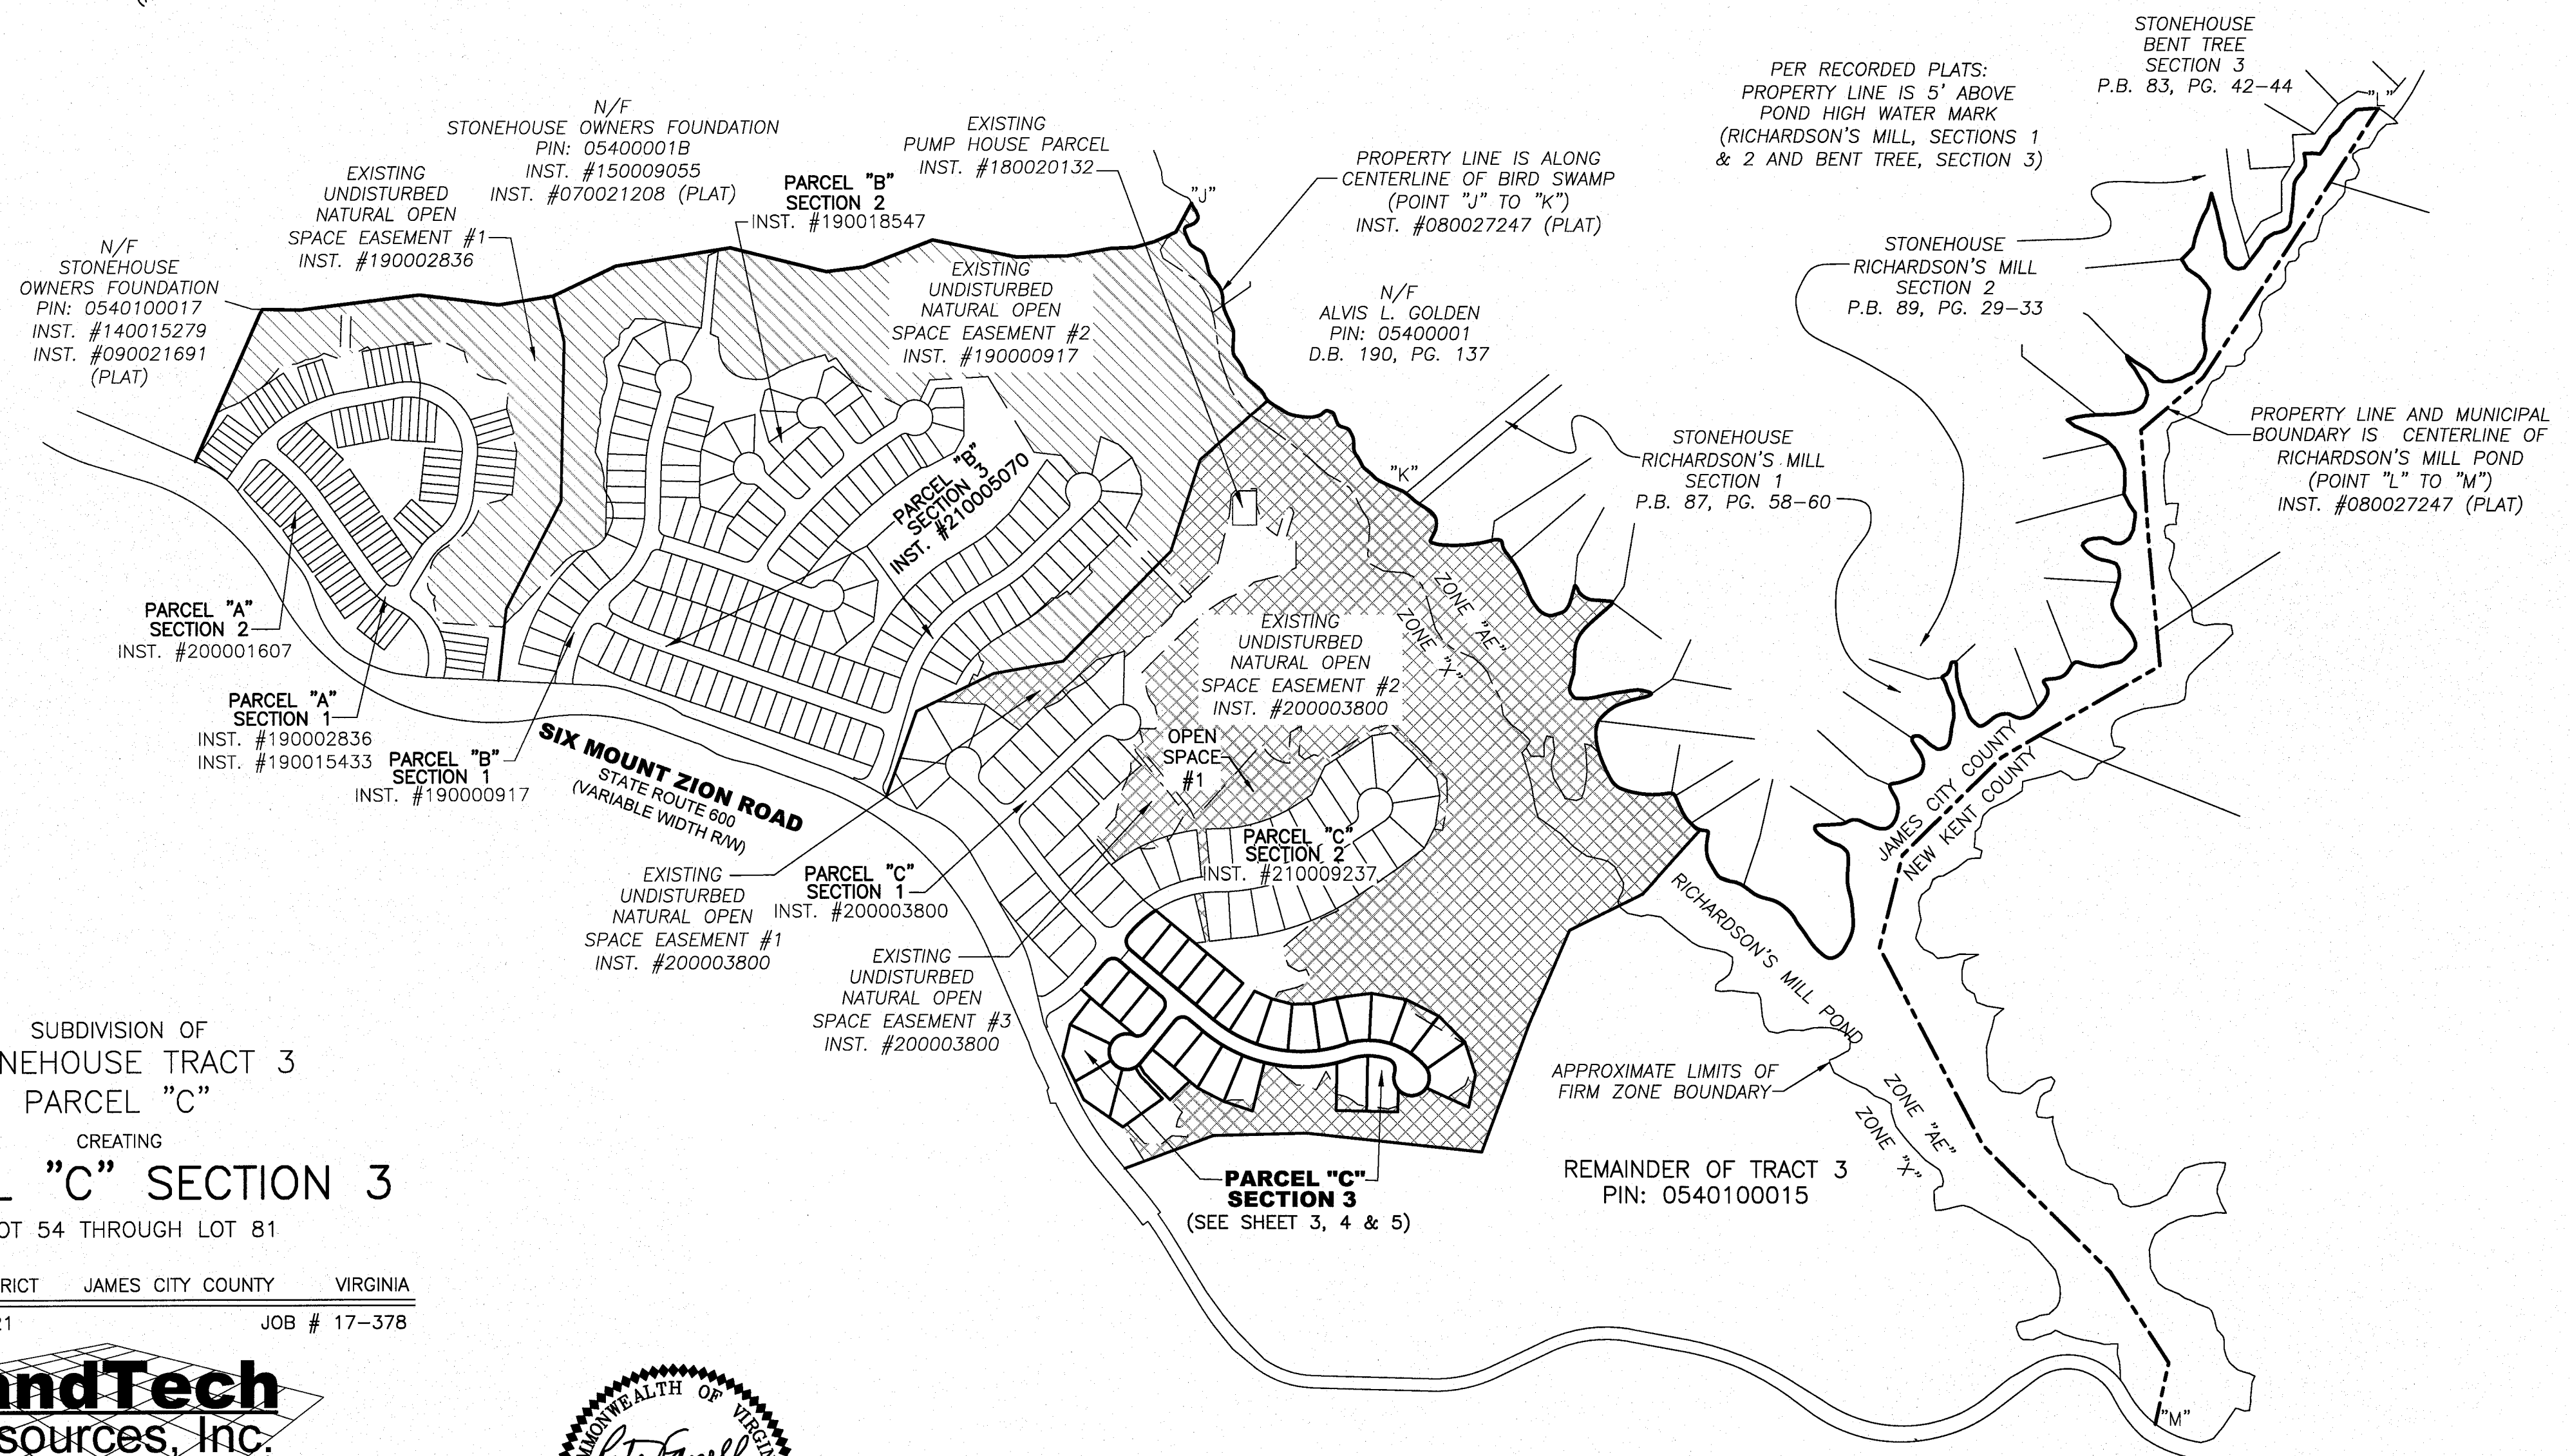 N/F
STONEHOUSE
OWNERS FOUNDATION
PIN: 0540100017
INST. #140015279
INST. #090021691
(PLAT)
EXISTING
UNDISTURBED
NATURAL OPEN
SPACE EASEMENT #1
INST. #190002836
N/F
STONEHOUSE OWNERS FOUNDATION
PIN: 05400001B
INST. #150009055
INST. #070021208 (PLAT)
PARCEL "B"
SECTION 2
INST. #190018547
EXISTING
PUMP HOUSE PARCEL
INST. #180020132
EXISTING
UNDISTURBED
NATURAL OPEN
SPACE EASEMENT #2
INST. #190000917
"J"
PROPERTY LINE IS ALONG
CENTERLINE OF BIRD SWAMP
(POINT "J" TO "K")
INST. #080027247 (PLAT)
N/F
ALVIS L. GOLDEN
PIN: 05400001
D.B. 190, PG. 137
PER RECORDED PLATS:
PROPERTY LINE IS 5' ABOVE
POND HIGH WATER MARK
(RICHARDSON'S MILL, SECTIONS 1
& 2 AND BENT TREE, SECTION 3)
STONEHOUSE
BENT TREE
SECTION 3
P.B. 83, PG. 42-44
"L"
STONEHOUSE
RICHARDSON'S MILL
SECTION 2
P.B. 89, PG. 29-33
"K"
STONEHOUSE
RICHARDSON'S MILL
SECTION 1
P.B. 87, PG. 58-60
PROPERTY LINE AND MUNICIPAL
BOUNDARY IS CENTERLINE OF
RICHARDSON'S MILL POND
(POINT "L" TO "M")
INST. #080027247 (PLAT)
PARCEL "B"
SECTION 3
INST. #210005070
PARCEL "A"
SECTION 2
INST. #200001607
PARCEL "A"
SECTION 1
INST. #190002836
INST. #190015433
PARCEL "B"
SECTION 1
INST. #190000917
SIX MOUNT ZION ROAD
STATE ROUTE 600
(VARIABLE WIDTH R/W)
ZONE "AE"
ZONE "X"
EXISTING
UNDISTURBED
NATURAL OPEN
SPACE EASEMENT #2
INST. #200003800
OPEN
SPACE
#1
PARCEL "C"
SECTION 2
INST. #210009237
JAMES CITY COUNTY
NEW KENT COUNTY
EXISTING
UNDISTURBED
NATURAL OPEN
SPACE EASEMENT #1
INST. #200003800
PARCEL "C"
SECTION 1
INST. #200003800
EXISTING
UNDISTURBED
NATURAL OPEN
SPACE EASEMENT #3
INST. #200003800
RICHARDSON'S MILL POND
APPROXIMATE LIMITS OF
FIRM ZONE BOUNDARY
ZONE "AE"
ZONE "X"
PARCEL "C"
SECTION 3
(SEE SHEET 3, 4 & 5)
REMAINDER OF TRACT 3
PIN: 0540100015
"M"
SUBDIVISION OF
NEHOUSE TRACT 3
PARCEL "C"
CREATING
L "C" SECTION 3
OT 54 THROUGH LOT 81
RICT JAMES CITY COUNTY VIRGINIA
21 JOB # 17-378
andTech
sources, Inc.
MMONWEALTH OF VIRGIN